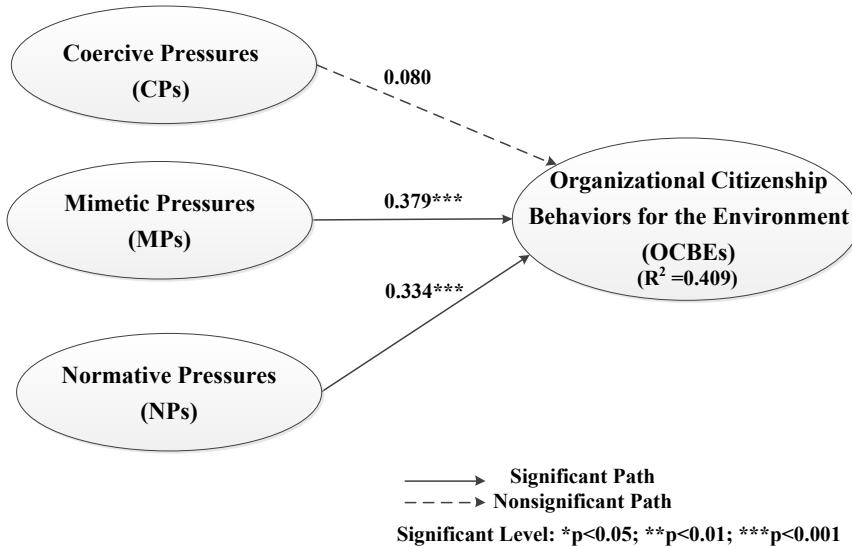 Coercive Pressures
(CPs)
0.080
Mimetic Pressures
(MPs)
0.379***
Organizational Citizenship
Behaviors for the Environment
(OCBEs)
(R² =0.409)
0.334***
Normative Pressures
(NPs)
Significant Path
Nonsignificant Path
Significant Level: *p<0.05; **p<0.01; ***p<0.001